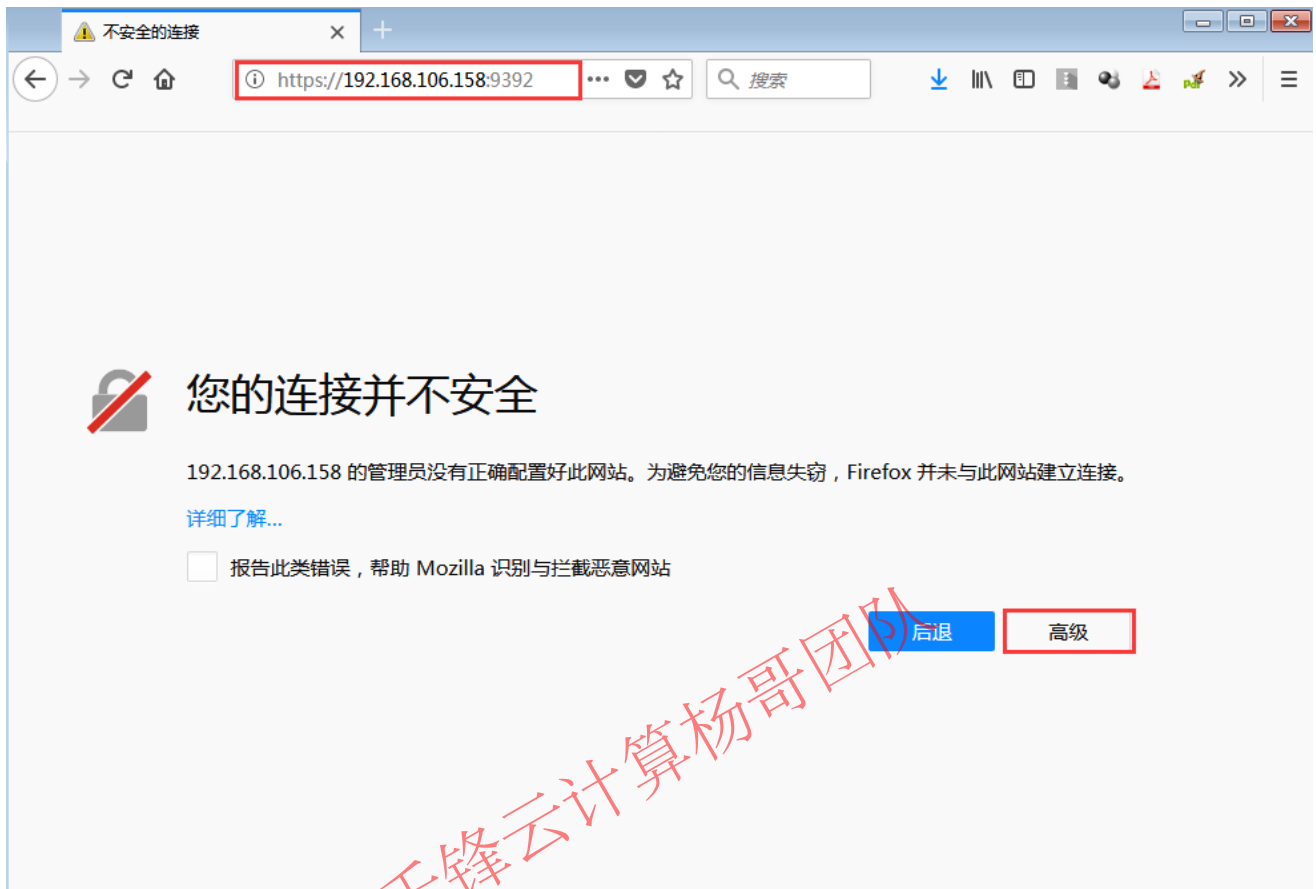 不安全的连接
https://192.168.106.158:9392
搜索
您的连接并不安全
192.168.106.158 的管理员没有正确配置好此网站。为避免您的信息失窃，Firefox 并未与此网站建立连接。
详细了解...
报告此类错误，帮助 Mozilla 识别与拦截恶意网站
后退
高级
千锋云计算杨哥团队